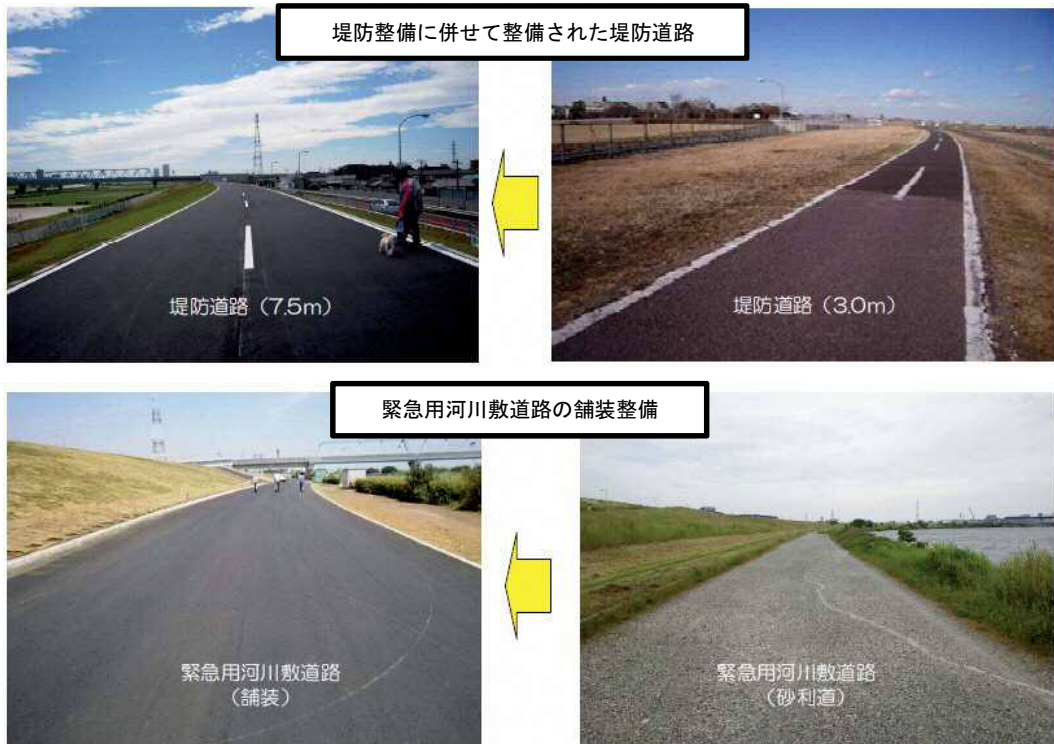 堤防整備に併せて整備された堤防道路
堤防道路（7.5m）
堤防道路（3.0m）
緊急用河川敷道路の舗装整備
緊急用河川敷道路
（舗装）
緊急用河川敷道路
（砂利道）